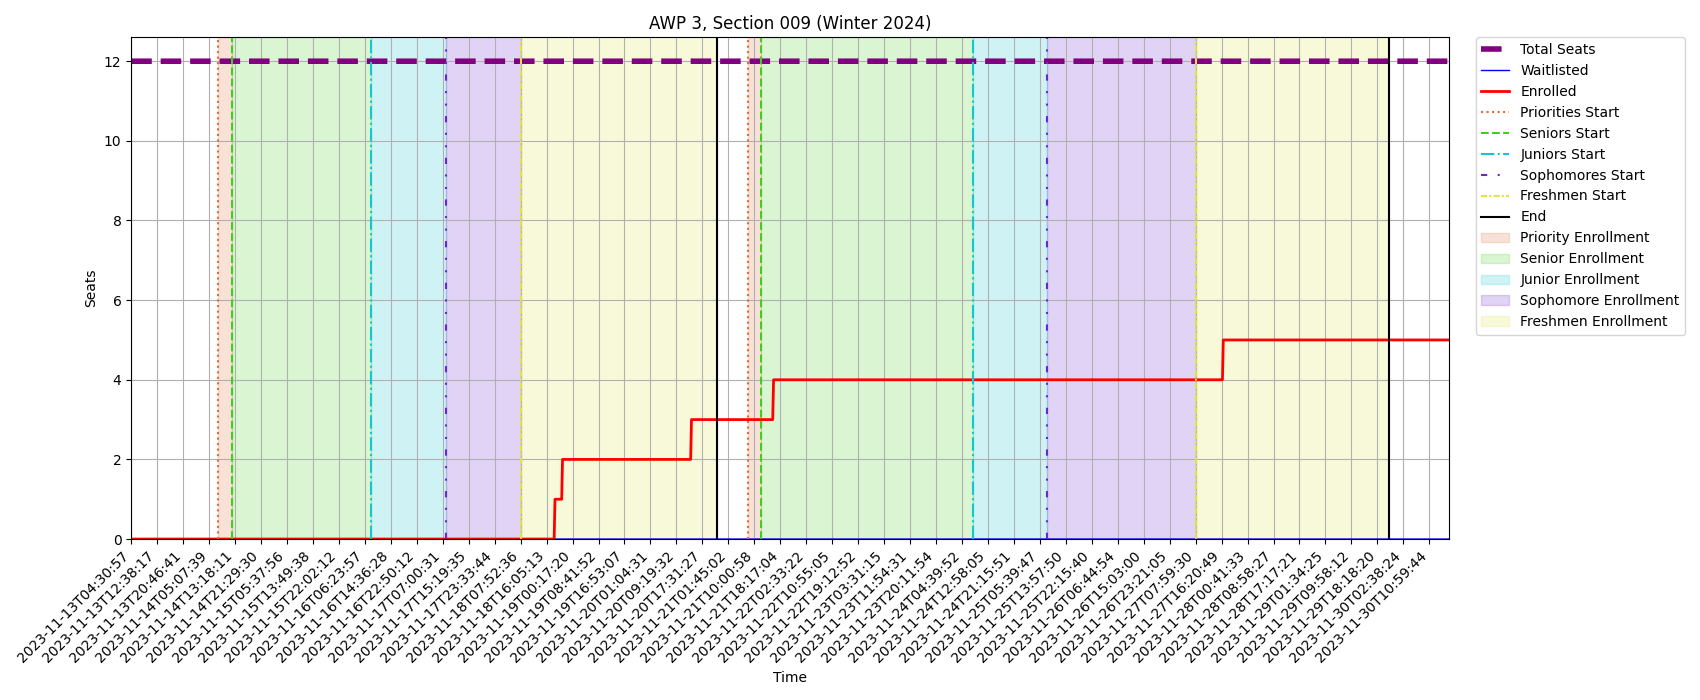 AWP 3, Section 009 (Winter 2024)
Seats
12
10
8
6
4
2
0
2023-11-13T04:30:57
2023-11-13T12:38:17
2023-11-13T20:46:41
2023-11-14T05:07:39
2023-11-14T13:18:11
2023-11-14T21:29:30
2023-11-15T05:37:56
2023-11-15T13:49:38
2023-11-15T22:02:12
2023-11-16T06:23:57
2023-11-16T14:36:28
2023-11-16T22:50:12
2023-11-17T07:00:31
2023-11-17T15:19:35
2023-11-17T23:33:44
2023-11-18T07:52:36
2023-11-18T16:05:13
2023-11-19T00:17:20
2023-11-19T08:41:52
2023-11-19T16:53:07
2023-11-20T01:04:31
2023-11-20T09:19:32
2023-11-20T17:31:27
2023-11-21T01:45:02
2023-11-21T10:00:58
2023-11-21T18:17:04
2023-11-22T02:33:22
2023-11-22T10:55:05
2023-11-22T19:12:52
2023-11-23T03:31:15
2023-11-23T11:54:31
2023-11-23T20:11:54
2023-11-24T04:39:52
2023-11-24T12:58:05
2023-11-24T21:15:51
2023-11-25T05:39:47
2023-11-25T13:57:50
2023-11-25T22:15:40
2023-11-26T06:44:54
2023-11-26T15:03:00
2023-11-26T23:21:05
2023-11-27T07:59:30
2023-11-27T16:20:49
2023-11-28T00:41:33
2023-11-28T08:58:27
2023-11-28T17:17:21
2023-11-29T01:34:25
2023-11-29T09:58:12
2023-11-29T18:18:20
2023-11-30T02:38:24
2023-11-30T10:59:44
Time
Total Seats
Waitlisted
Enrolled
Priorities Start
Seniors Start
Juniors Start
Sophomores Start
Freshmen Start
End
Priority Enrollment
Senior Enrollment
Junior Enrollment
Sophomore Enrollment
Freshmen Enrollment